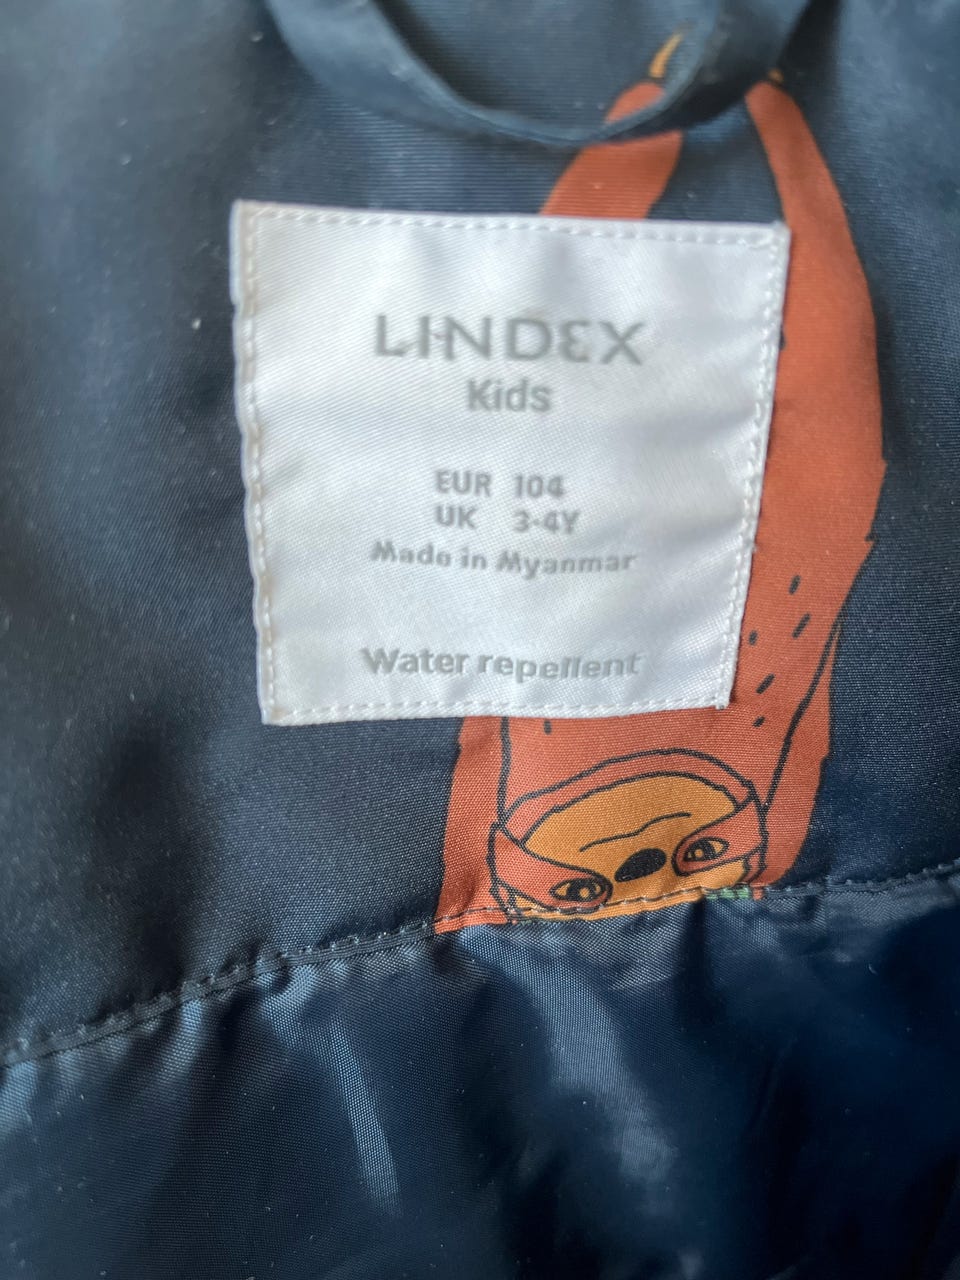 LINDEX
Kids
EUR 104
UK 3-4Y
Made in Myanmar
Water repellent